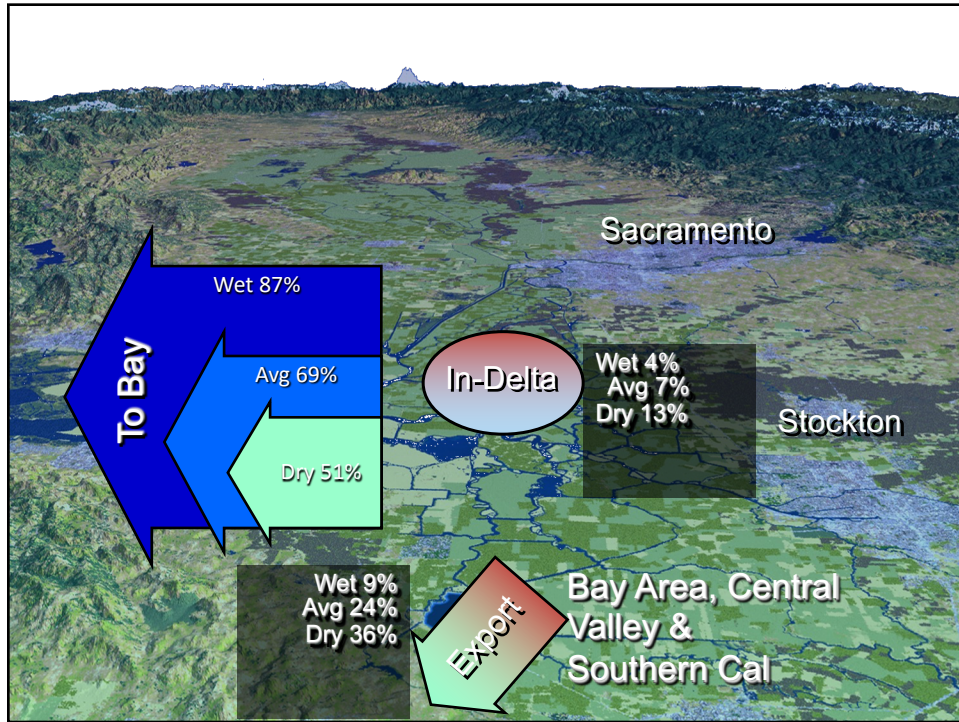 Sacramento
Wet 87%
To Bay
Avg 69%
Dry 51%
In-Delta
Wet 4%
Avg 7%
Dry 13%
Stockton
Wet 9%
Avg 24%
Dry 36%
Export
Bay Area, Central
Valley &
Southern Cal